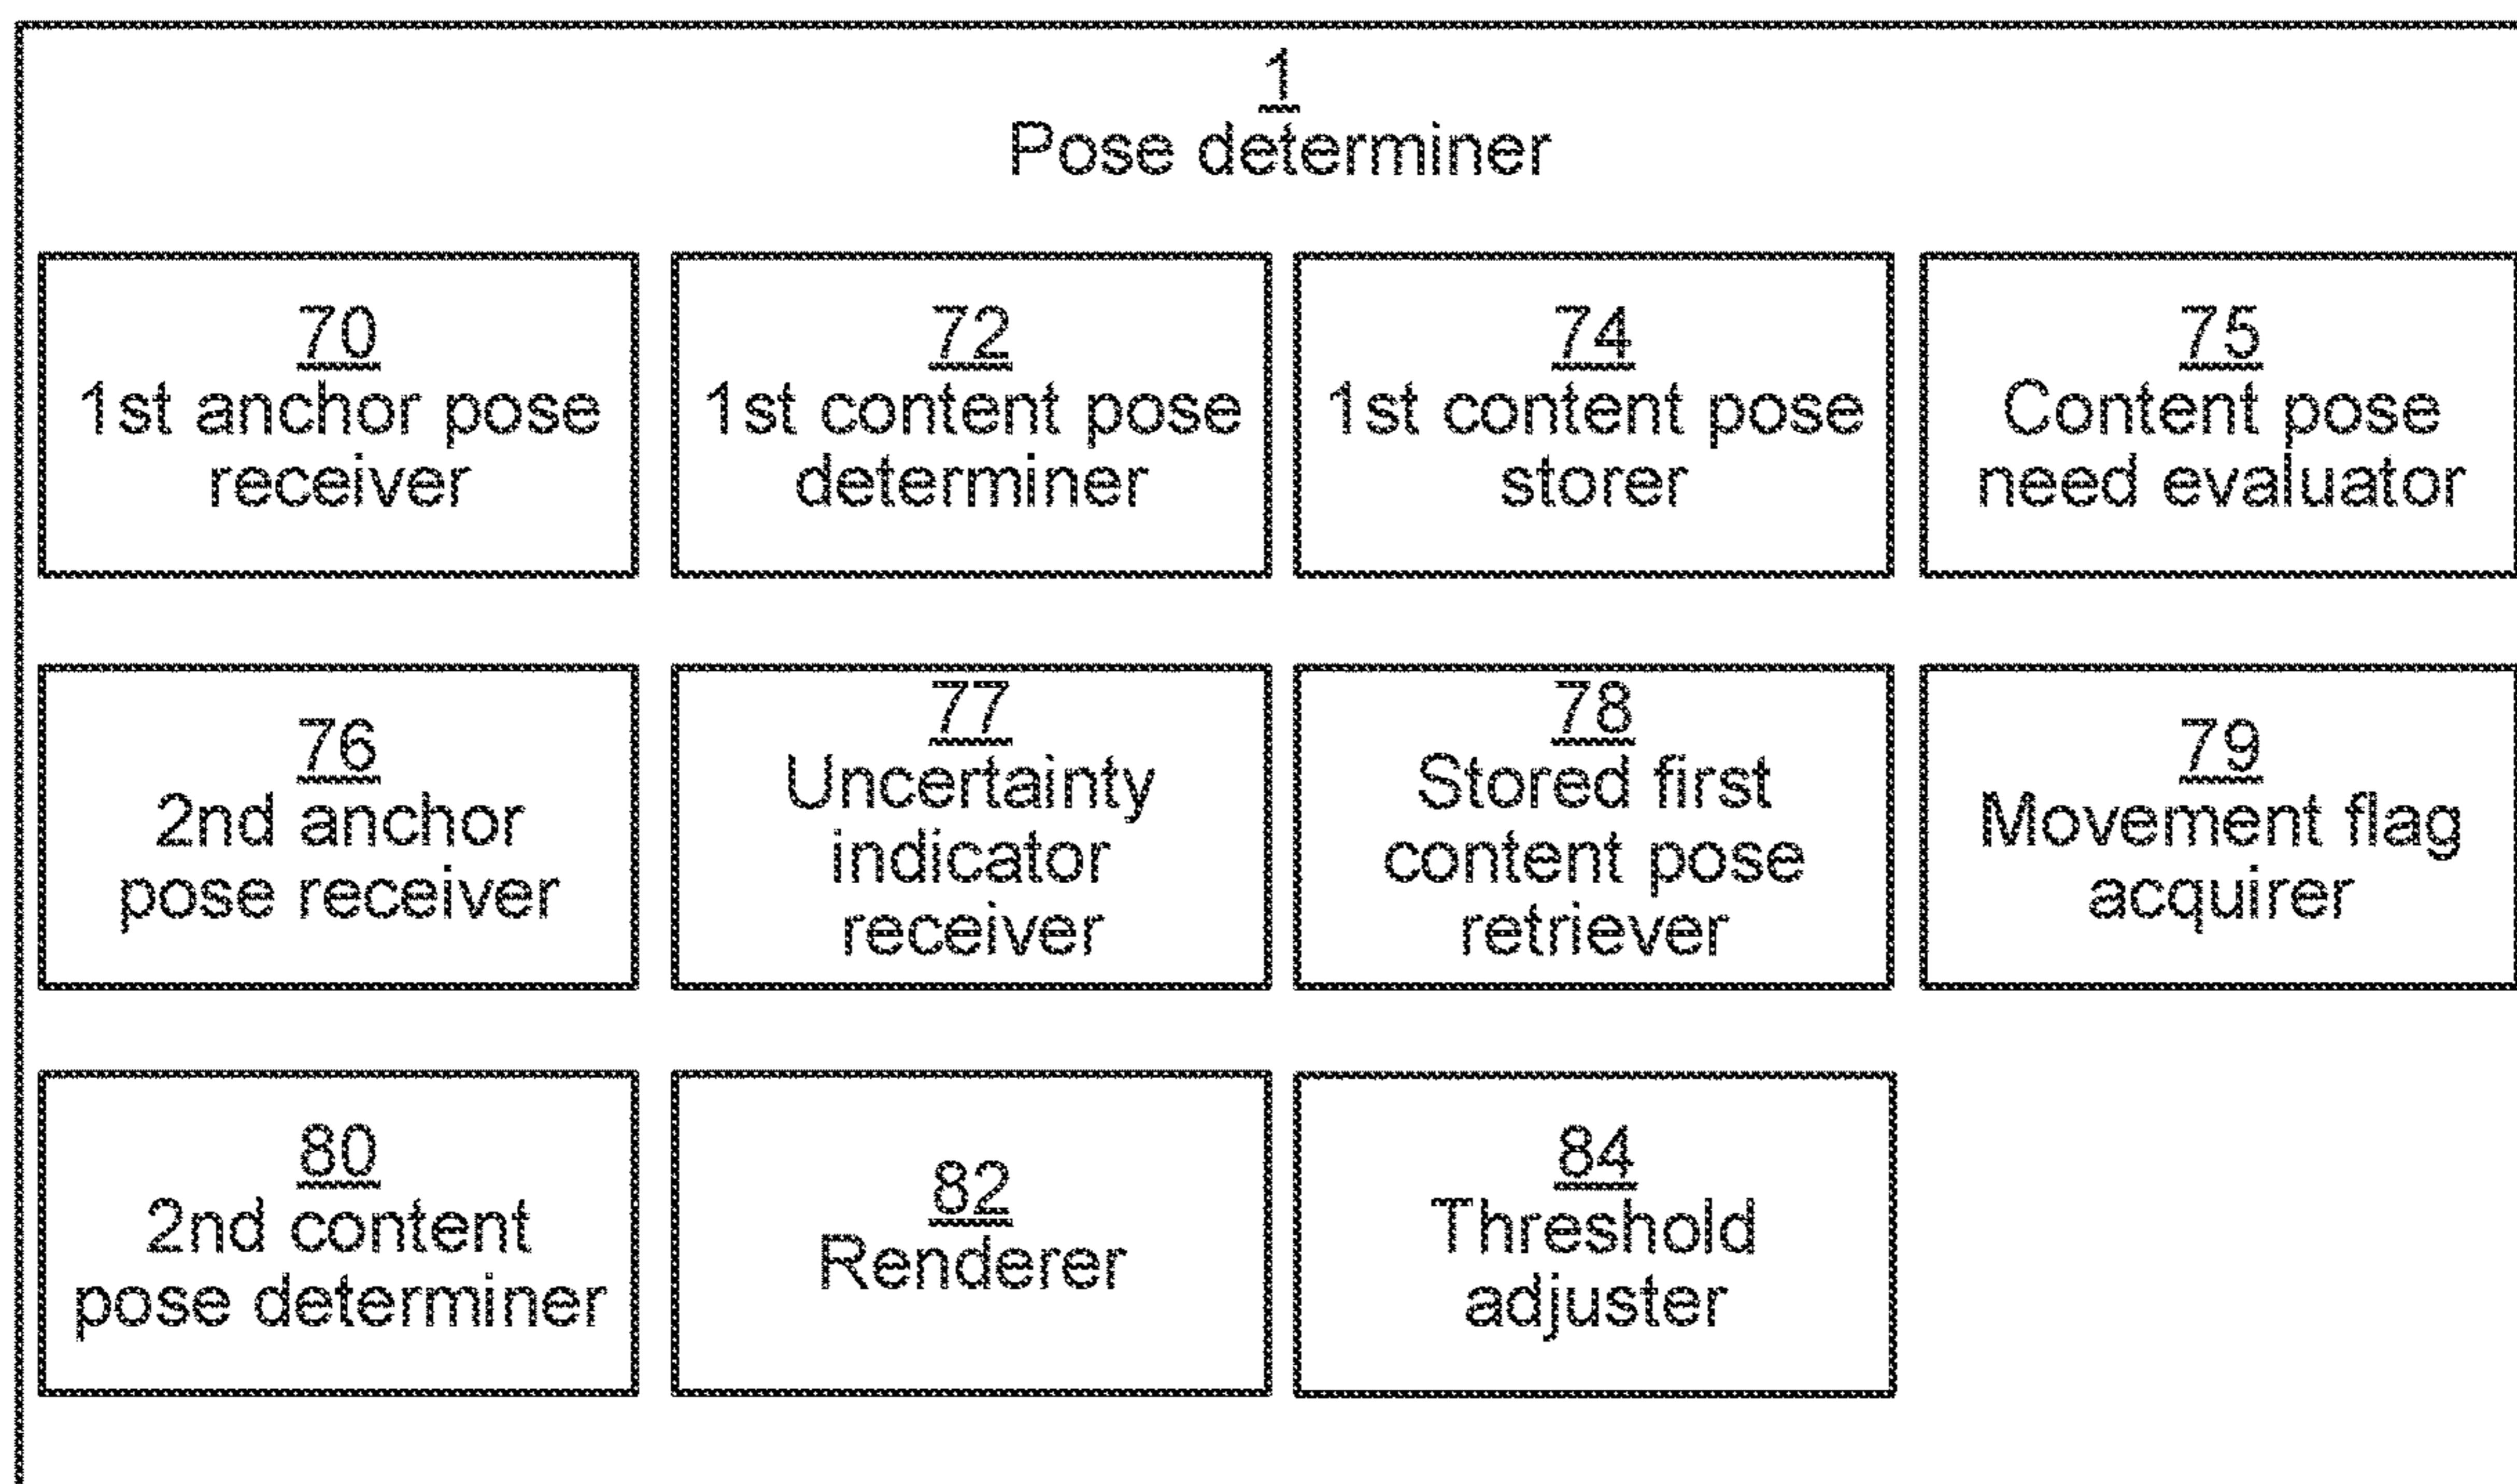 1
Pose determiner
70
1st anchor pose
receiver
72
1st content pose
determiner
74
1st content pose
storer
75
Content pose
need evaluator
76
2nd anchor
pose receiver
77
Uncertainty
indicator
receiver
78
Stored first
content pose
retriever
79
Movement flag
acquirer
80
2nd content
pose determiner
82
Renderer
84
Threshold
adjuster